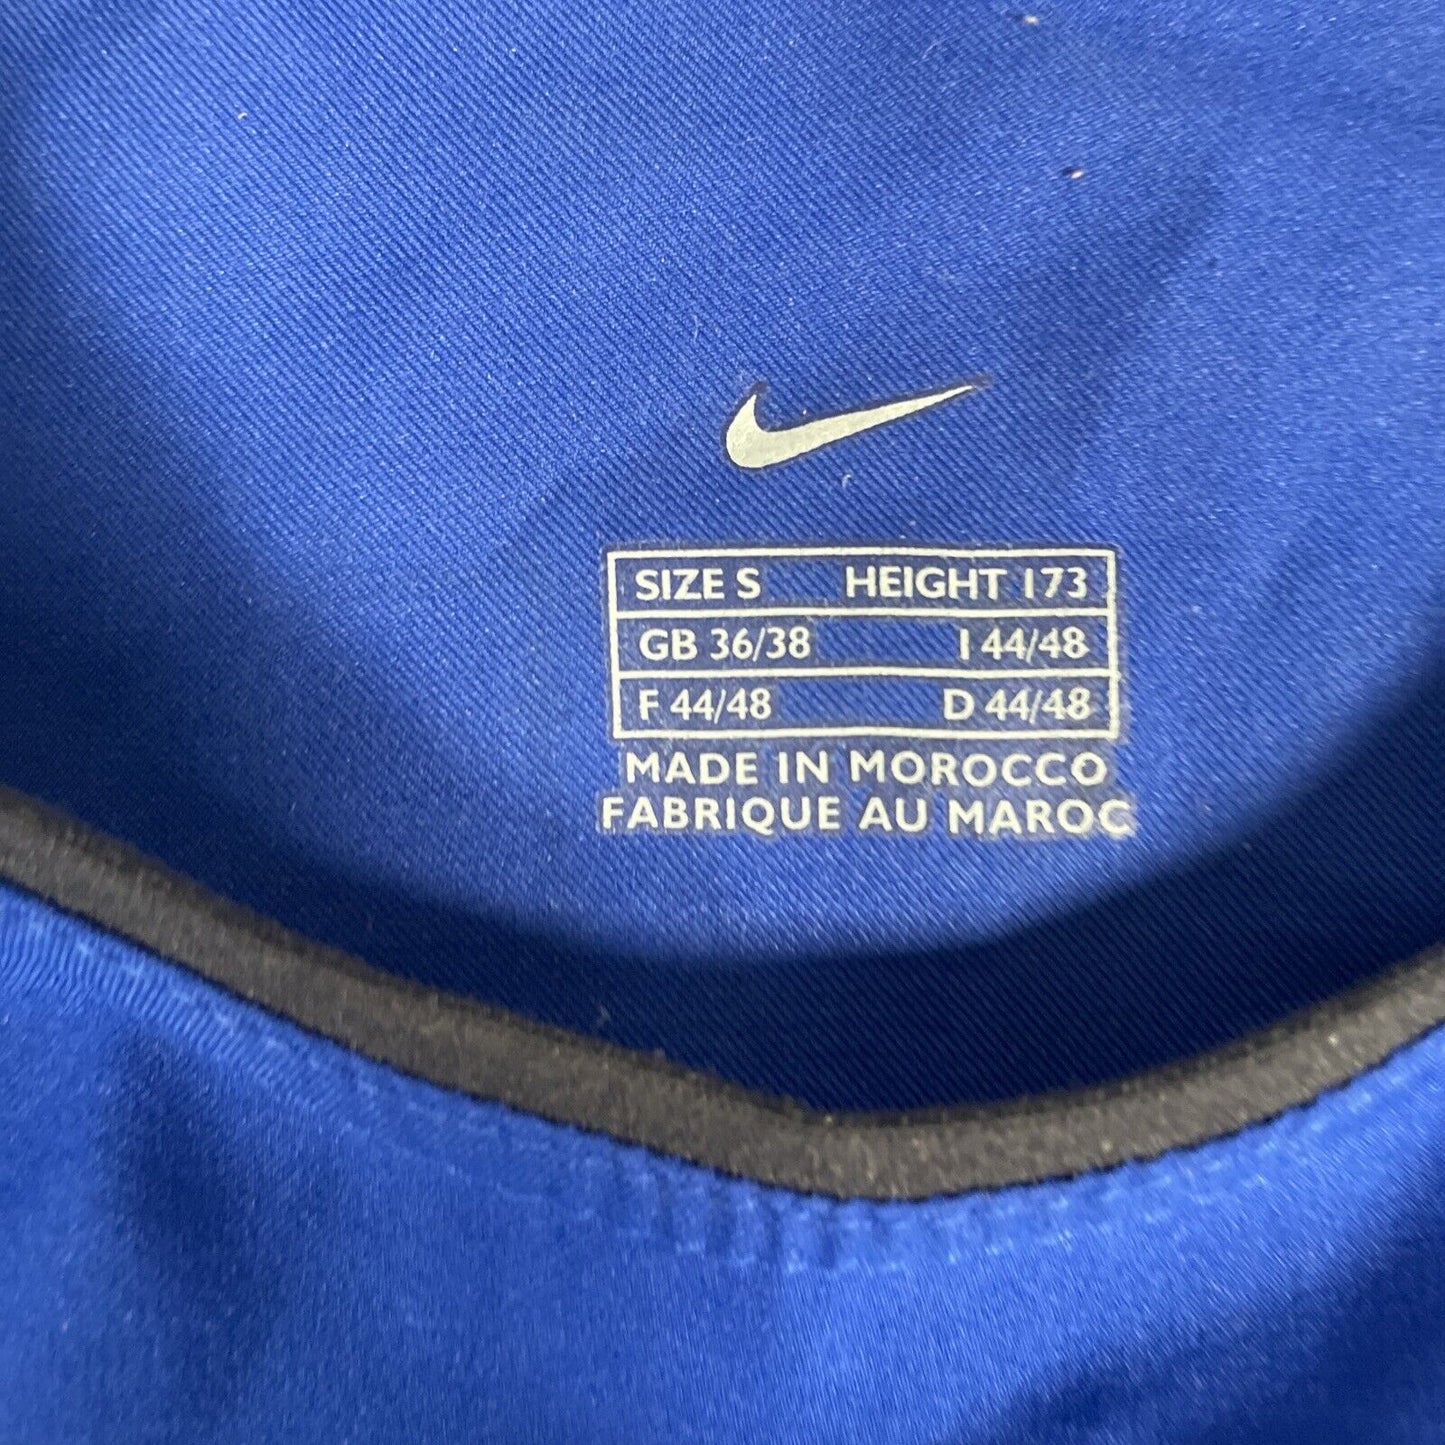 SIZE S HEIGHT 173
GB 36/38 I 44/48
F 44/48 D 44/48
MADE IN MOROCCO
FABRIQUE AU MAROC